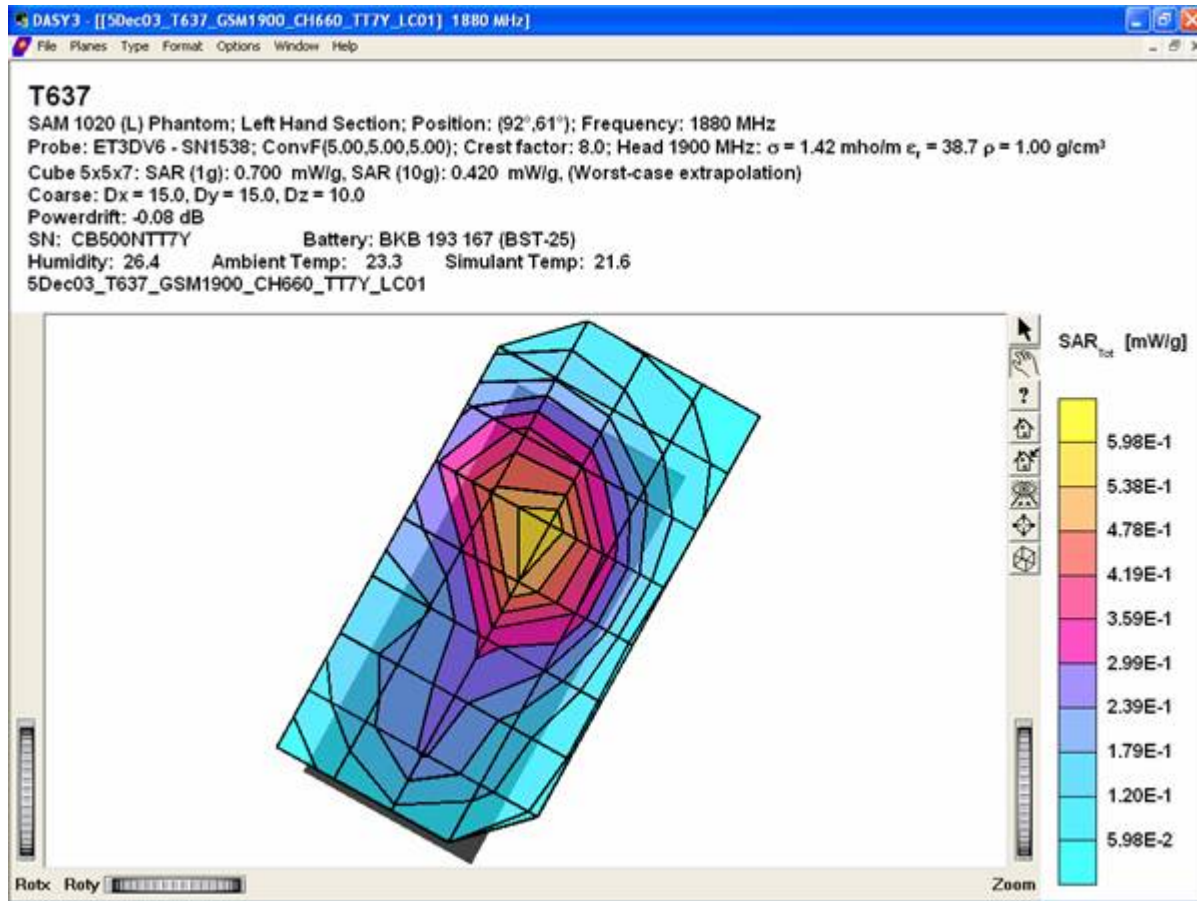 DASY3 - [[50ec03_T637_GSM1900_CH660_TT7Y_LC01] 1880 MHz]
File Planes Type Format Options Window Help
T637
SAM 1020 (L) Phantom; Left Hand Section; Position: (92°,61°); Frequency: 1880 MHz
Probe: ET3DV6 - SN1538; ConvF(5.00,5.00,5.00); Crest factor: 8.0; Head 1900 MHz: σ = 1.42 mho/m εr = 38.7 ρ = 1.00 g/cm³
Cube 5x5x7: SAR (1g): 0.700 mW/g, SAR (10g): 0.420 mW/g, (Worst-case extrapolation)
Coarse: Dx = 15.0, Dy = 15.0, Dz = 10.0
Powerdrift: -0.08 dB
SN: CB500NTT7Y Battery: BKB 193 167 (BST-25)
Humidity: 26.4 Ambient Temp: 23.3 Simulant Temp: 21.6
5Dec03_T637_GSM1900_CH660_TT7Y_LC01
SAR Tot [mW/g]
?
5.98E-1
5.38E-1
4.78E-1
4.19E-1
3.59E-1
2.99E-1
2.39E-1
1.79E-1
1.20E-1
5.98E-2
Rotx Roty Zoom